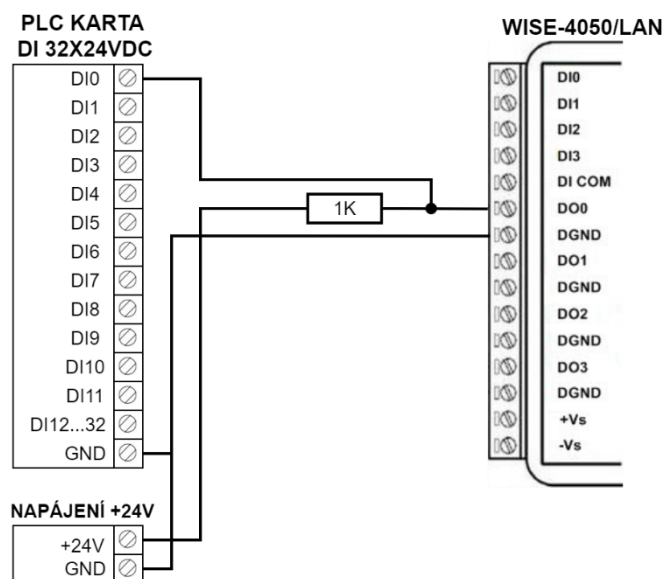 PLC KARTA
DI 32X24VDC
DI0
DI1
DI2
DI3
DI4
DI5
DI6
DI7
DI8
DI9
DI10
DI11
DI12...32
GND
NAPÁJENÍ +24V
+24V
GND
1K
WISE-4050/LAN
DI0
DI1
DI2
DI3
DI COM
DO0
DGND
DO1
DGND
DO2
DGND
DO3
DGND
+Vs
-Vs